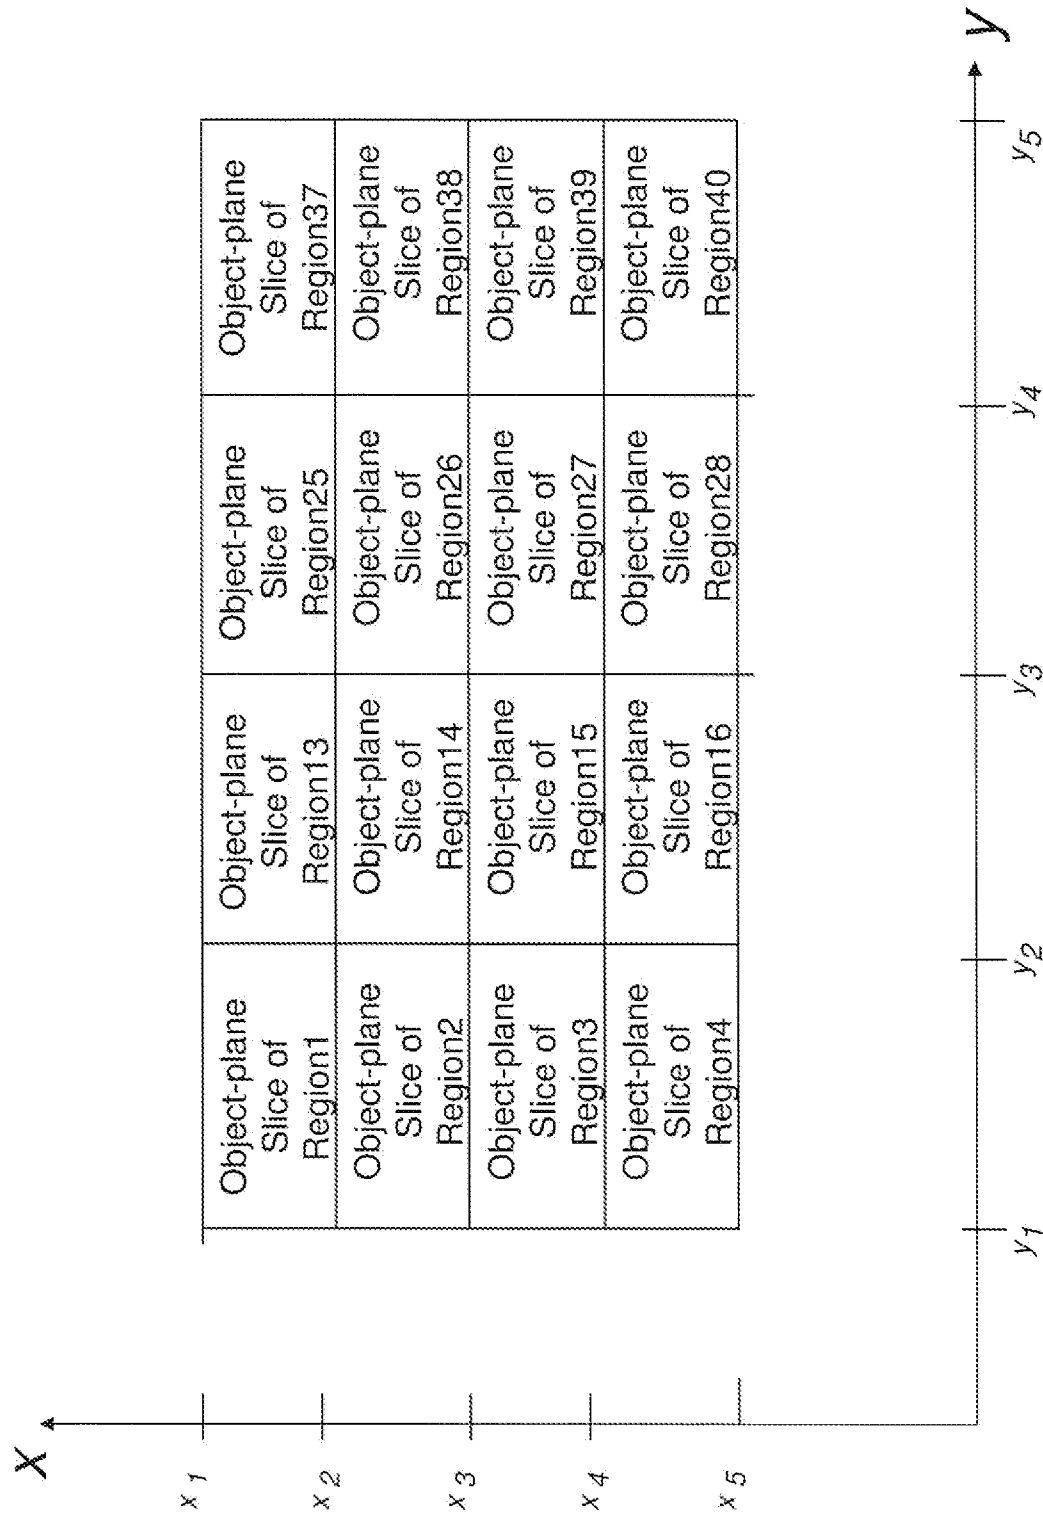 x
x1
Object-plane
Slice of
Region1
Object-plane
Slice of
Region13
Object-plane
Slice of
Region25
Object-plane
Slice of
Region37
x2
Object-plane
Slice of
Region2
Object-plane
Slice of
Region14
Object-plane
Slice of
Region26
Object-plane
Slice of
Region38
x3
Object-plane
Slice of
Region3
Object-plane
Slice of
Region15
Object-plane
Slice of
Region27
Object-plane
Slice of
Region39
x4
Object-plane
Slice of
Region4
Object-plane
Slice of
Region16
Object-plane
Slice of
Region28
Object-plane
Slice of
Region40
x5
y
y1 y2 y3 y4 y5